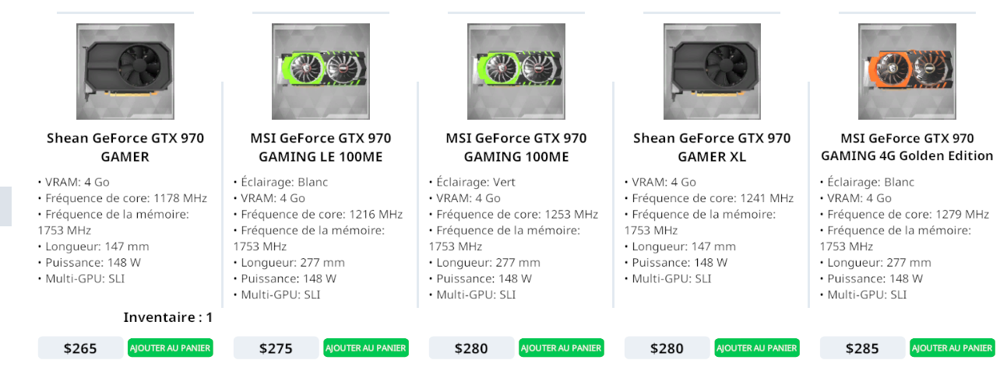 Shean GeForce GTX 970
GAMER
• VRAM: 4 Go
• Fréquence de core: 1178 MHz
• Fréquence de la mémoire:
1753 MHz
• Longueur: 147 mm
• Puissance: 148 W
• Multi-GPU: SLI
Inventaire : 1
$265
AJOUTER AU PANIER
MSI GeForce GTX 970
GAMING LE 100ME
• Éclairage: Blanc
• VRAM: 4 Go
• Fréquence de core: 1216 MHz
• Fréquence de la mémoire:
1753 MHz
• Longueur: 277 mm
• Puissance: 148 W
• Multi-GPU: SLI
$275
AJOUTER AU PANIER
MSI GeForce GTX 970
GAMING 100ME
• Éclairage: Vert
• VRAM: 4 Go
• Fréquence de core: 1253 MHz
• Fréquence de la mémoire:
1753 MHz
• Longueur: 277 mm
• Puissance: 148 W
• Multi-GPU: SLI
$280
AJOUTER AU PANIER
Shean GeForce GTX 970
GAMER XL
• VRAM: 4 Go
• Fréquence de core: 1241 MHz
• Fréquence de la mémoire:
1753 MHz
• Longueur: 147 mm
• Puissance: 148 W
• Multi-GPU: SLI
$280
AJOUTER AU PANIER
MSI GeForce GTX 970
GAMING 4G Golden Edition
• Éclairage: Blanc
• VRAM: 4 Go
• Fréquence de core: 1279 MHz
• Fréquence de la mémoire:
1753 MHz
• Longueur: 277 mm
• Puissance: 148 W
• Multi-GPU: SLI
$285
AJOUTER AU PANIER